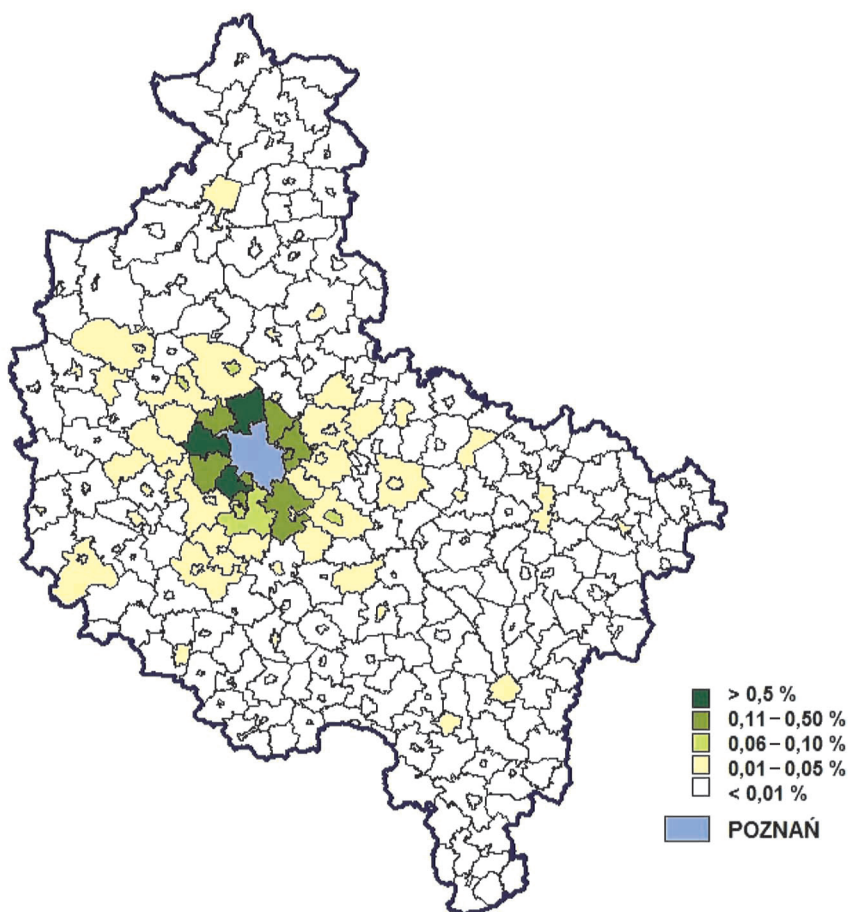 > 0,5 %
0,11 – 0,50 %
0,06 – 0,10 %
0,01 – 0,05 %
< 0,01 %
POZNAŃ